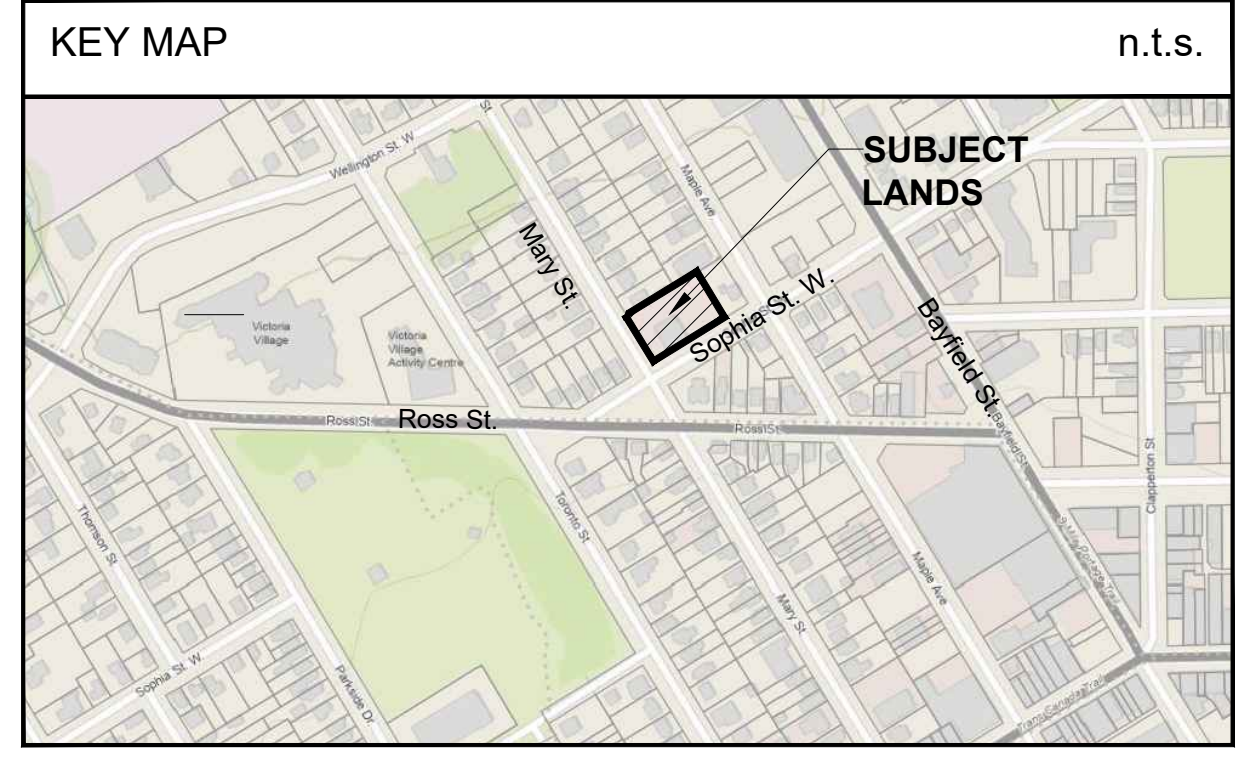 KEY MAP
n.t.s.
St
Wellington St. W
Maple Ave.
SUBJECT
LANDS
Mary St.
Sophia St. W.
Bayfield St.
Victoria
Village
Victoria
Village
Activity Centre
Ross St.
Ross St.
Ross St.
Bayfield St.
Clapperton St
Thomson St
Toronto St
Maple Ave
Mary St
Sophia St. W
Parkside Dr.
Trans Canada Trail